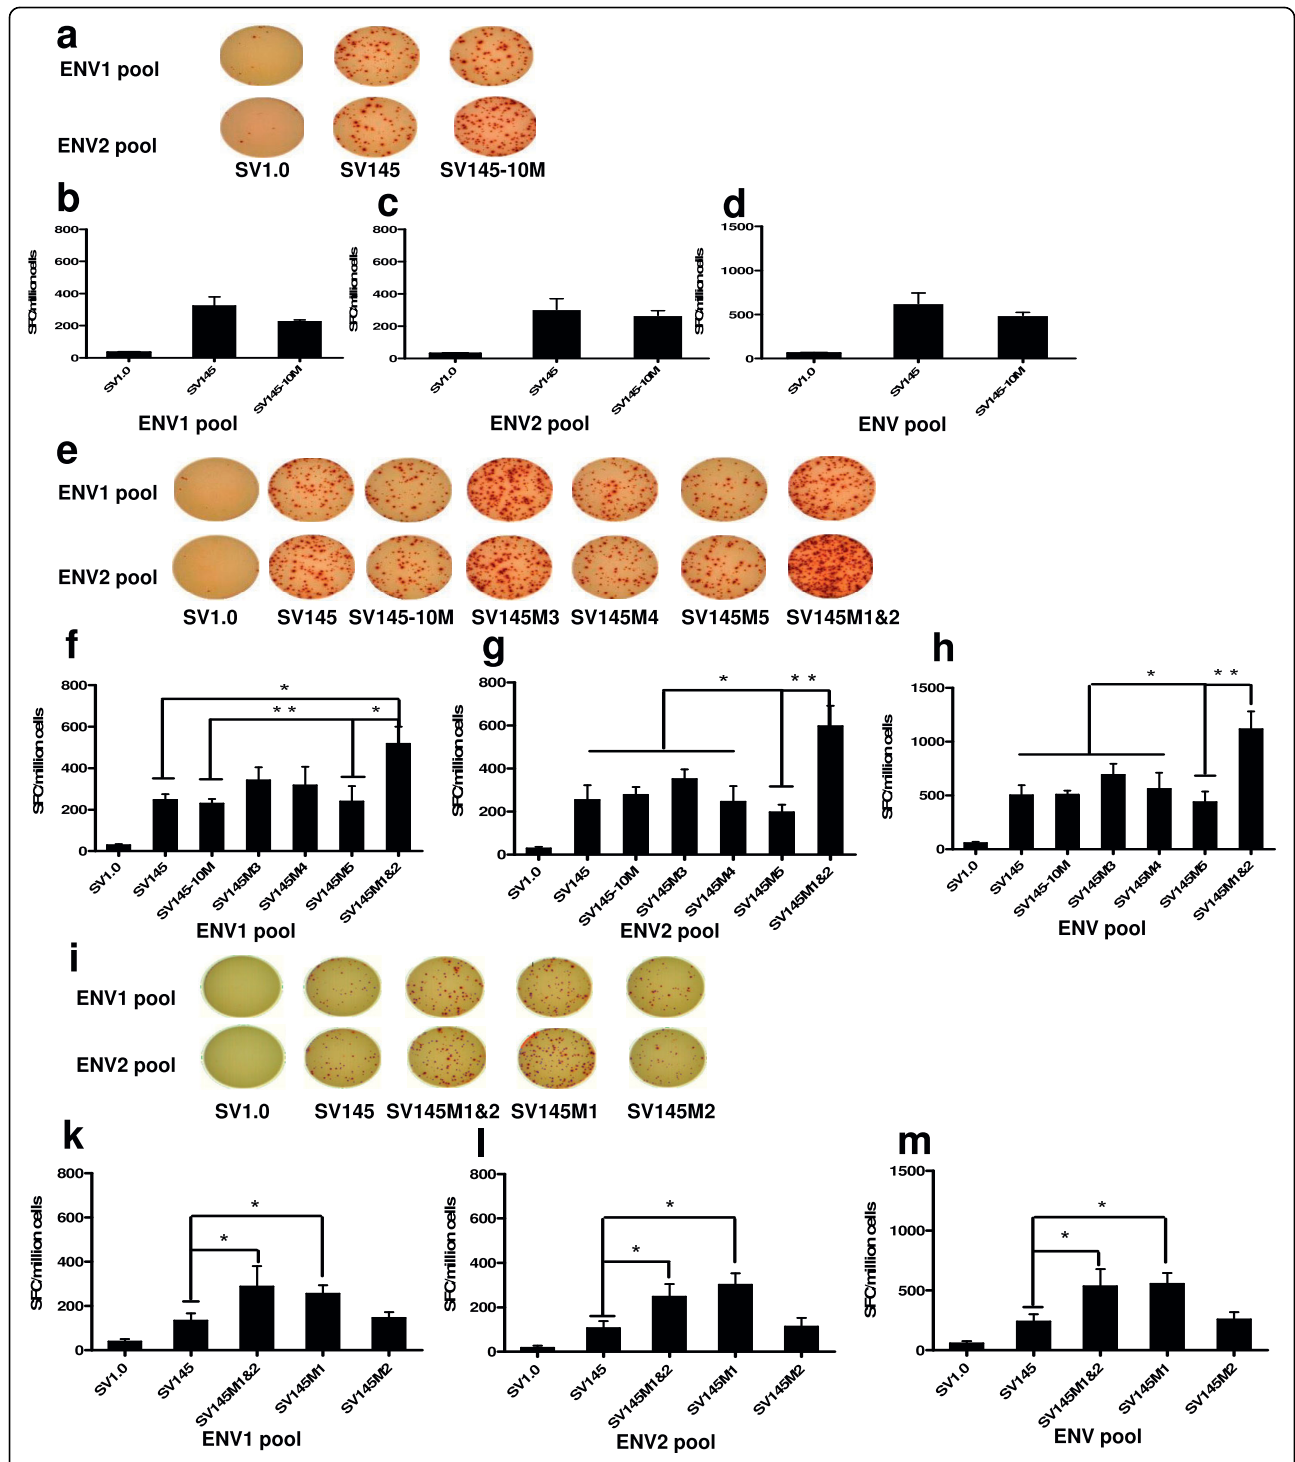 a
ENV1 pool
ENV2 pool
SV1.0 SV145 SV145-10M
b
800
600
400
200
0
SFC/million cells
SV1.0 SV145 SV145-10M
ENV1 pool
c
800
600
400
200
0
SFC/million cells
SV1.0 SV145 SV145-10M
ENV2 pool
d
1500
1000
500
0
SFC/million cells
SV1.0 SV145 SV145-10M
ENV pool
e
ENV1 pool
ENV2 pool
SV1.0 SV145 SV145-10M SV145M3 SV145M4 SV145M5 SV145M1&2
f
800
600
400
200
0
SFC/million cells
*
* *
*
SV1.0 SV145 SV145-10M SV145M3 SV145M4 SV145M5 SV145M1&2
ENV1 pool
g
800
600
400
200
0
SFC/million cells
* * *
SV1.0 SV145 SV145-10M SV145M3 SV145M4 SV145M5 SV145M1&2
ENV2 pool
h
1500
1000
500
0
SFC/million cells
* * *
SV1.0 SV145 SV145-10M SV145M3 SV145M4 SV145M5 SV145M1&2
ENV pool
i
ENV1 pool
ENV2 pool
SV1.0 SV145 SV145M1&2 SV145M1 SV145M2
k
800
600
400
200
0
SFC/million cells
*
*
SV1.0 SV145 SV145M1&2 SV145M1 SV145M2
ENV1 pool
l
800
600
400
200
0
SFC/million cells
*
*
SV1.0 SV145 SV145M1&2 SV145M1 SV145M2
ENV2 pool
m
1500
1000
500
0
SFC/million cells
*
*
SV1.0 SV145 SV145M1&2 SV145M1 SV145M2
ENV pool